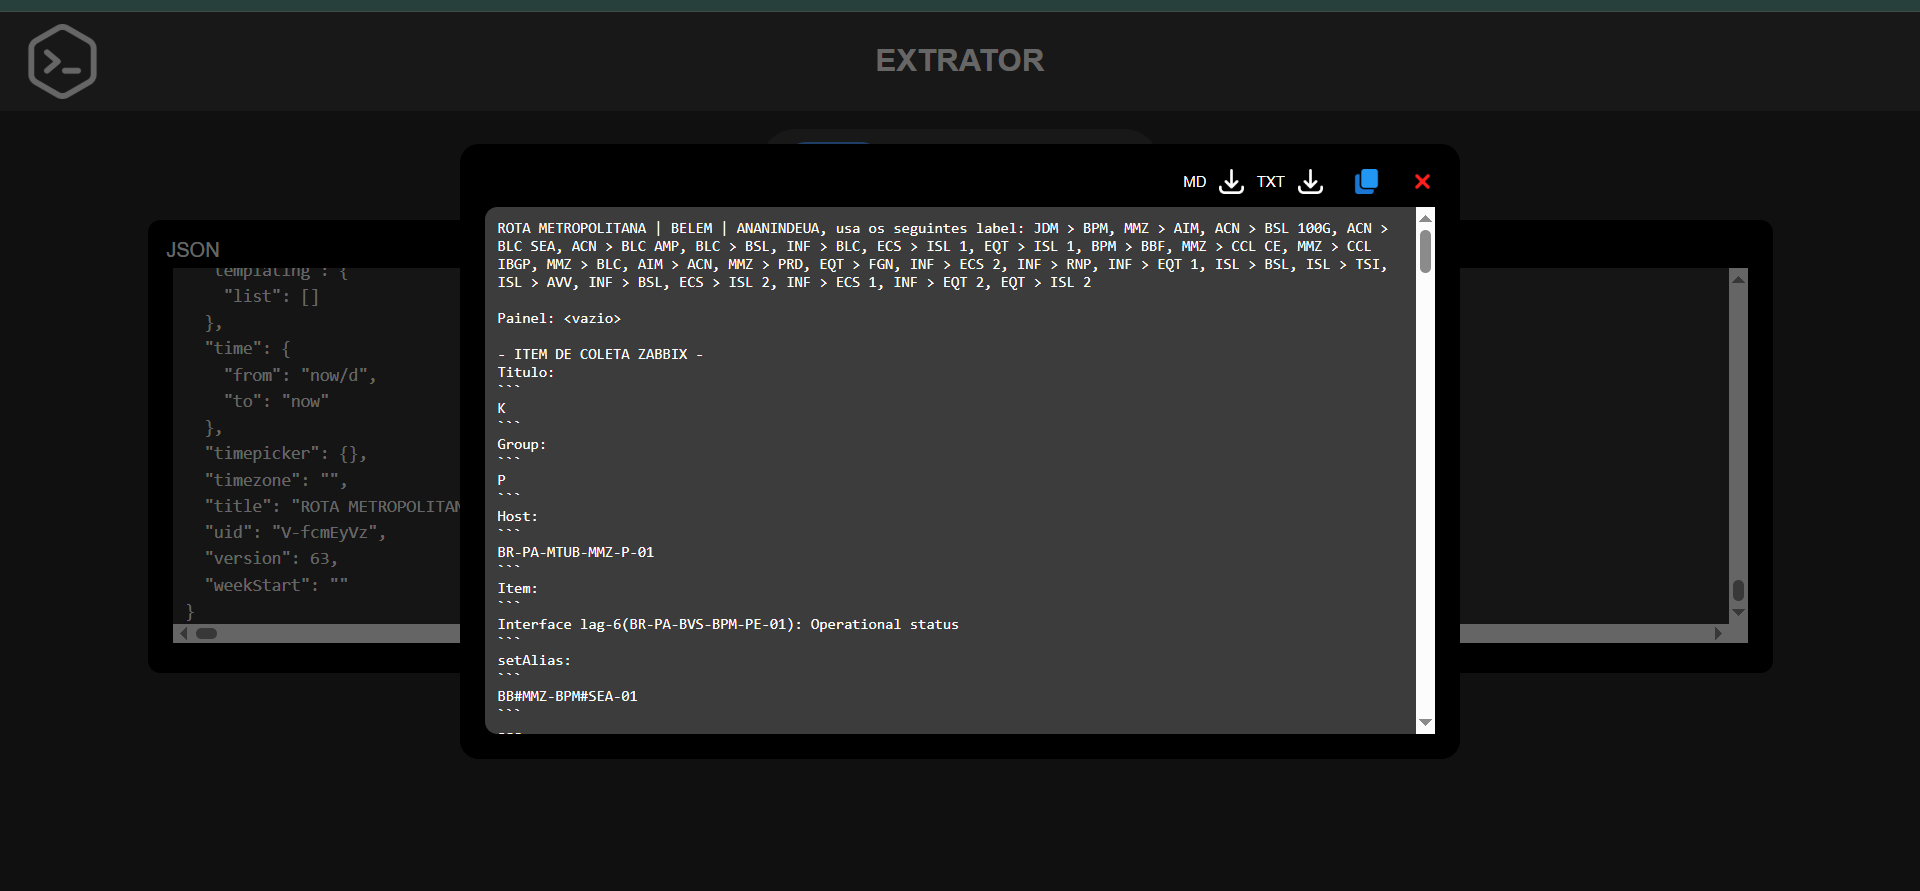 EXTRATOR
MD TXT
JSON
"templating": {
"list": []
},
"time": {
"from": "now/d",
"to": "now"
},
"timepicker": {},
"timezone": "",
"title": "ROTA METROPOLITAN
"uid": "V-fcmEyVz",
"version": 63,
"weekStart": ""
}
ROTA METROPOLITANA | BELEM | ANANINDEUA, usa os seguintes label: JDM > BPM, MMZ > AIM, ACN > BSL 100G, ACN >
BLC SEA, ACN > BLC AMP, BLC > BSL, INF > BLC, ECS > ISL 1, EQT > ISL 1, BPM > BBF, MMZ > CCL CE, MMZ > CCL
IBGP, MMZ > BLC, AIM > ACN, MMZ > PRD, EQT > FGN, INF > ECS 2, INF > RNP, INF > EQT 1, ISL > BSL, ISL > TSI,
ISL > AVV, INF > BSL, ECS > ISL 2, INF > ECS 1, INF > EQT 2, EQT > ISL 2
Painel: <vazio>
- ITEM DE COLETA ZABBIX -
Titulo:
```
K
```
Group:
```
P
```
Host:
```
BR-PA-MTUB-MMZ-P-01
```
Item:
```
Interface lag-6(BR-PA-BVS-BPM-PE-01): Operational status
```
setAlias:
```
BB#MMZ-BPM#SEA-01
```